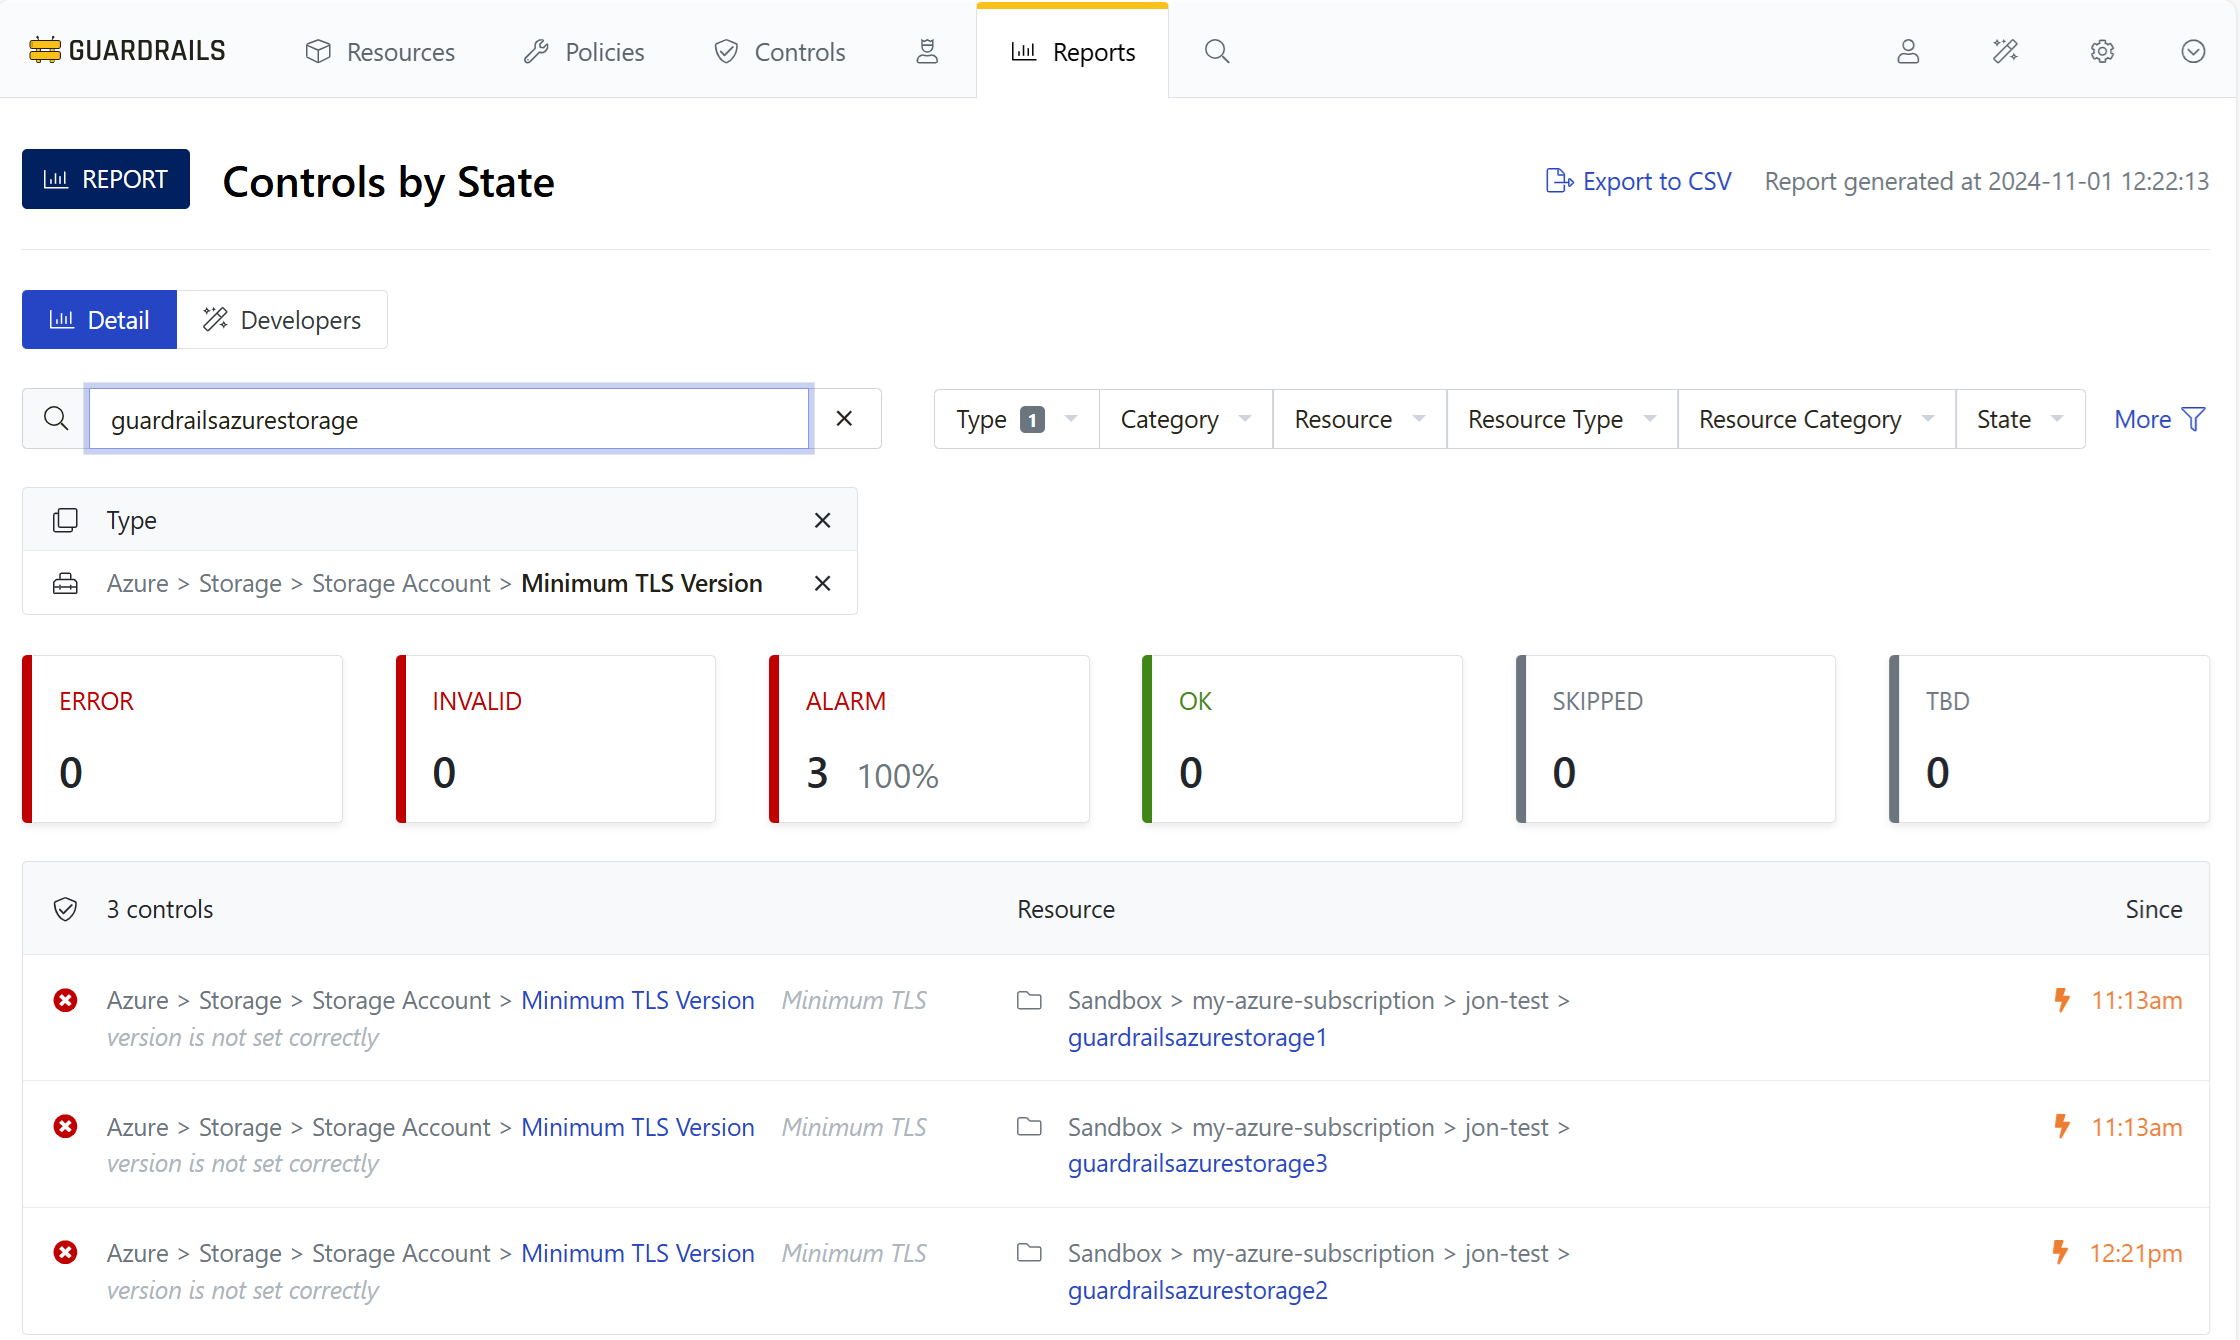 GUARDRAILS Resources Policies Controls Reports
REPORT Controls by State Export to CSV Report generated at 2024-11-01 12:22:13
Detail Developers
guardrailsazurestorage Type 1 Category Resource Resource Type Resource Category State More
Type
Azure > Storage > Storage Account > Minimum TLS Version
ERROR INVALID ALARM OK SKIPPED TBD
0 0 3 100% 0 0 0
3 controls Resource Since
Azure > Storage > Storage Account > Minimum TLS Version Minimum TLS Sandbox > my-azure-subscription > jon-test > 11:13am
version is not set correctly guardrailsazurestorage1
Azure > Storage > Storage Account > Minimum TLS Version Minimum TLS Sandbox > my-azure-subscription > jon-test > 11:13am
version is not set correctly guardrailsazurestorage3
Azure > Storage > Storage Account > Minimum TLS Version Minimum TLS Sandbox > my-azure-subscription > jon-test > 12:21pm
version is not set correctly guardrailsazurestorage2